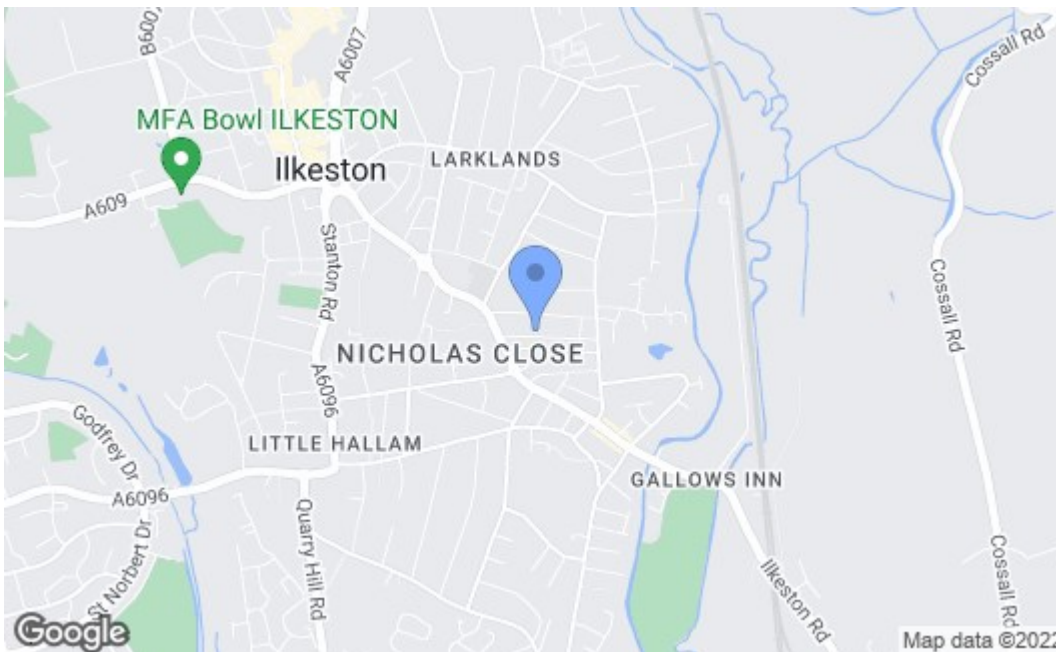 B6007
A6007
Cossall Rd
MFA Bowl ILKESTON
Ilkeston
LARKLANDS
A609
Stanton Rd
Cossall Rd
NICHOLAS CLOSE
A6096
Godfrey Dr
LITTLE HALLAM
GALLOWS INN
A6096
Quarry Hill Rd
St Norbert Dr
Ilkeston Rd
Cossall Rd
Google
Map data ©2022